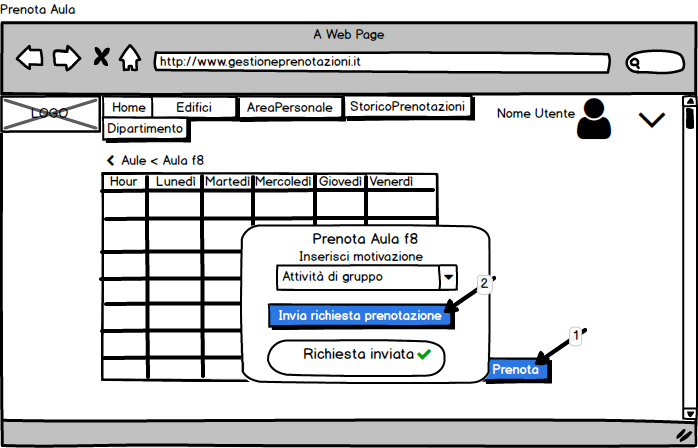 Prenota Aula
A Web Page
http://www.gestioneprenotazioni.it
LOGO
Home
Edifici
AreaPersonale
StoricoPrenotazioni
Dipartimento
Nome Utente
Aule < Aula f8
Hour
Lunedì
Martedì
Mercoledì
Giovedì
Venerdì
Prenota Aula f8
Inserisci motivazione
Attività di gruppo
2
Invia richiesta prenotazione
Richiesta inviata
1
Prenota